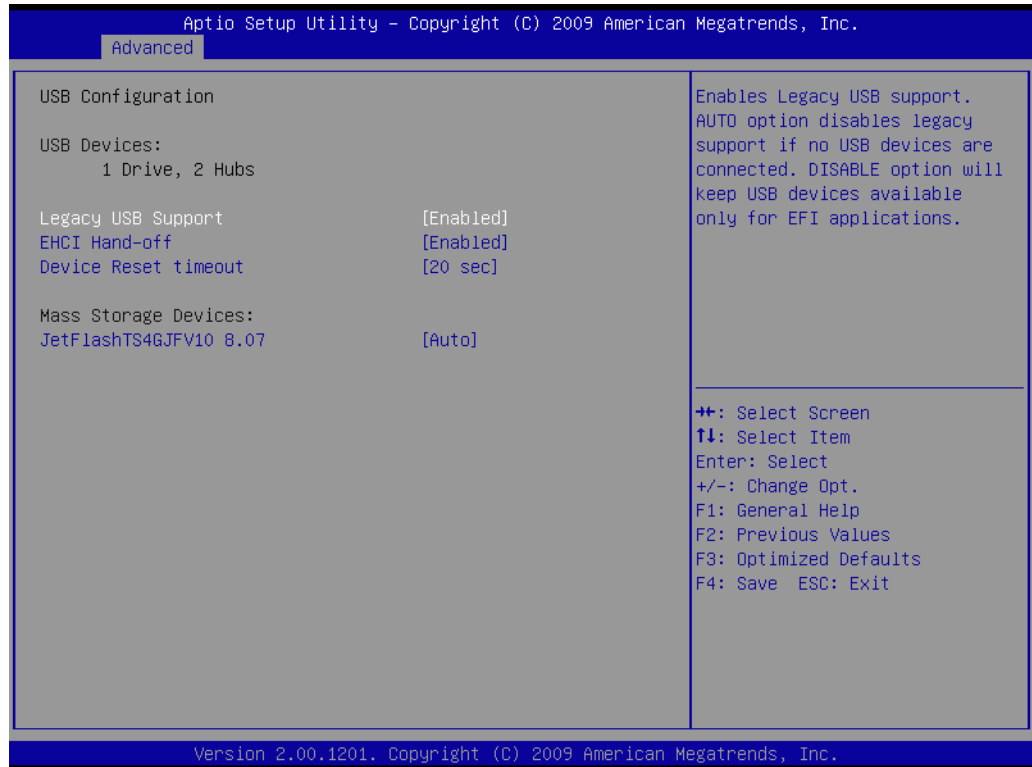 Aptio Setup Utility – Copyright (C) 2009 American Megatrends, Inc.
Advanced
USB Configuration
USB Devices:
1 Drive, 2 Hubs
Legacy USB Support [Enabled]
EHCI Hand-off [Enabled]
Device Reset timeout [20 sec]
Mass Storage Devices:
JetFlashTS4GJFV10 8.07 [Auto]
Enables Legacy USB support.
AUTO option disables legacy
support if no USB devices are
connected. DISABLE option will
keep USB devices available
only for EFI applications.
→←: Select Screen
↑↓: Select Item
Enter: Select
+/-: Change Opt.
F1: General Help
F2: Previous Values
F3: Optimized Defaults
F4: Save ESC: Exit
Version 2.00.1201. Copyright (C) 2009 American Megatrends, Inc.